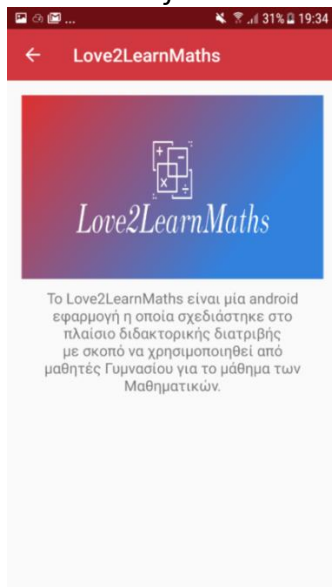 ... 31% 19:34
Love2LearnMaths
+ -
x ÷
Love2LearnMaths
Το Love2LearnMaths είναι μία android
εφαρμογή η οποία σχεδιάστηκε στο
πλαίσιο διδακτορικής διατριβής
με σκοπό να χρησιμοποιηθεί από
μαθητές Γυμνασίου για το μάθημα των
Μαθηματικών.